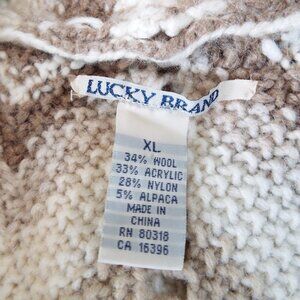 LUCKY BRAND
XL
34% WOOL
33% ACRYLIC
28% NYLON
5% ALPACA
MADE IN
CHINA
RN 80318
CA 16396